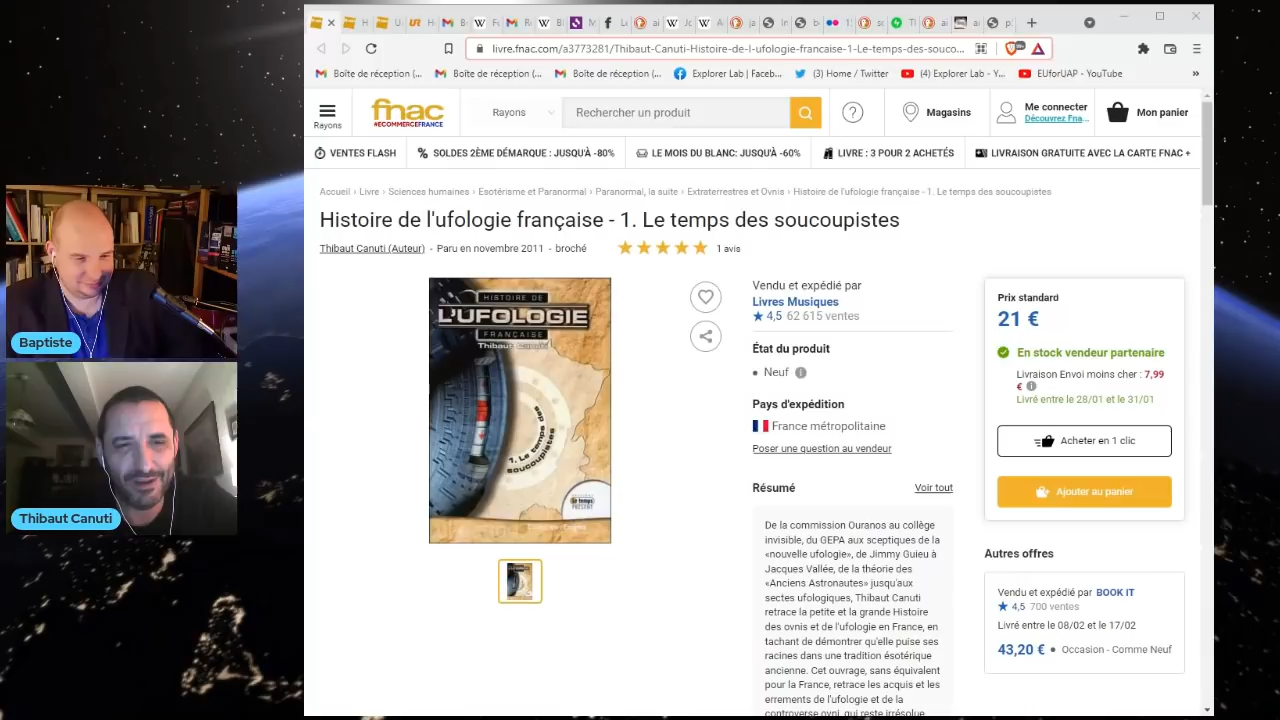 livre.fnac.com/a3773281/Thibaut-Canuti-Histoire-de-l-ufologie-francaise-1-Le-temps-des-souco...
Boîte de réception (...
Boîte de réception (...
Boîte de réception (...
Explorer Lab | Faceb...
(3) Home / Twitter
(4) Explorer Lab - Y...
EUforUAP - YouTube
»
Rayons
fnac
#ECOMMERCEFRANCE
Rayons
Rechercher un produit
?
Magasins
Me connecter
Découvrez Fna...
Mon panier
VENTES FLASH
SOLDES 2ÈME DÉMARQUE : JUSQU'À -80%
LE MOIS DU BLANC: JUSQU'À -60%
LIVRE : 3 POUR 2 ACHETÉS
LIVRAISON GRATUITE AVEC LA CARTE FNAC +
Accueil › Livre › Sciences humaines › Esotérisme et Paranormal › Paranormal, la suite › Extraterrestres et Ovnis › Histoire de l'ufologie française - 1. Le temps des soucoupistes
Histoire de l'ufologie française - 1. Le temps des soucoupistes
Thibaut Canuti (Auteur) - Paru en novembre 2011 - broché
1 avis
HISTOIRE DE
L'UFOLOGIE
FRANÇAISE
Thibaut Canuti
1. Le temps des
soucoupistes
le temps
PRÉSENT
Vendu et expédié par
Livres Musiques
4,5 62 615 ventes
État du produit
• Neuf
Pays d'expédition
France métropolitaine
Poser une question au vendeur
Résumé
Voir tout
De la commission Ouranos au collège
invisible, du GEPA aux sceptiques de la
«nouvelle ufologie», de Jimmy Guieu à
Jacques Vallée, de la théorie des
«Anciens Astronautes» jusqu'aux
sectes ufologiques, Thibaut Canuti
retrace la petite et la grande Histoire
des ovnis et de l'ufologie en France, en
tachant de démontrer qu'elle puise ses
racines dans une tradition ésotérique
ancienne. Cet ouvrage, sans équivalent
pour la France, retrace les acquis et les
errements de l'ufologie et de la
controverse ovni, qui reste irrésolue
Prix standard
21 €
En stock vendeur partenaire
Livraison Envoi moins cher : 7,99
€
Livré entre le 28/01 et le 31/01
Acheter en 1 clic
Ajouter au panier
Autres offres
Vendu et expédié par BOOK IT
4,5 700 ventes
Livré entre le 08/02 et le 17/02
43,20 € • Occasion - Comme Neuf
Baptiste
Thibaut Canuti